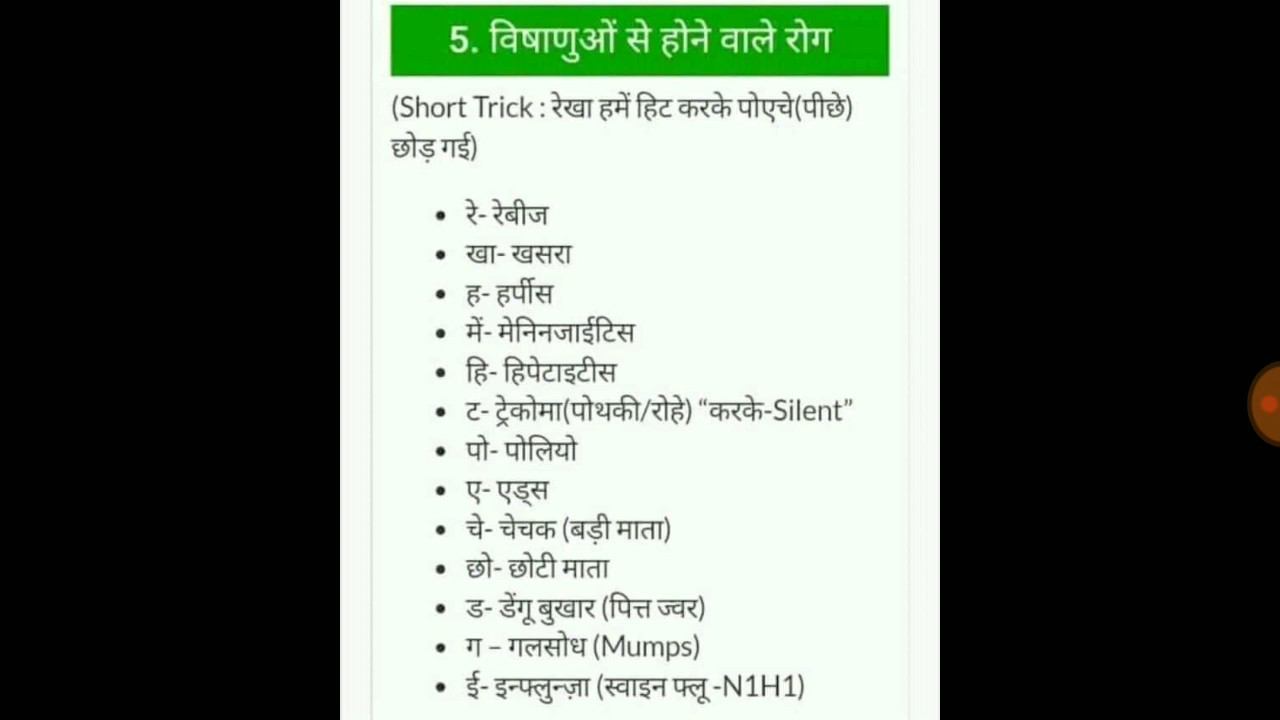 5. विषाणुओं से होने वाले रोग
(Short Trick : रेखा हमें हिट करके पोएचे(पीछे)
छोड़ गई)
• रे- रेबीज
• खा- खसरा
• ह- हर्पीस
• में- मेनिनजाईटिस
• हि- हिपेटाइटीस
• ट- ट्रेकोमा(पोथकी/रोहे) “करके-Silent”
• पो- पोलियो
• ए- एड्स
• चे- चेचक (बड़ी माता)
• छो- छोटी माता
• ड- डेंगू बुखार (पित्त ज्वर)
• ग – गलसोध (Mumps)
• ई- इन्फ्लुन्ज़ा (स्वाइन फ्लू -N1H1)